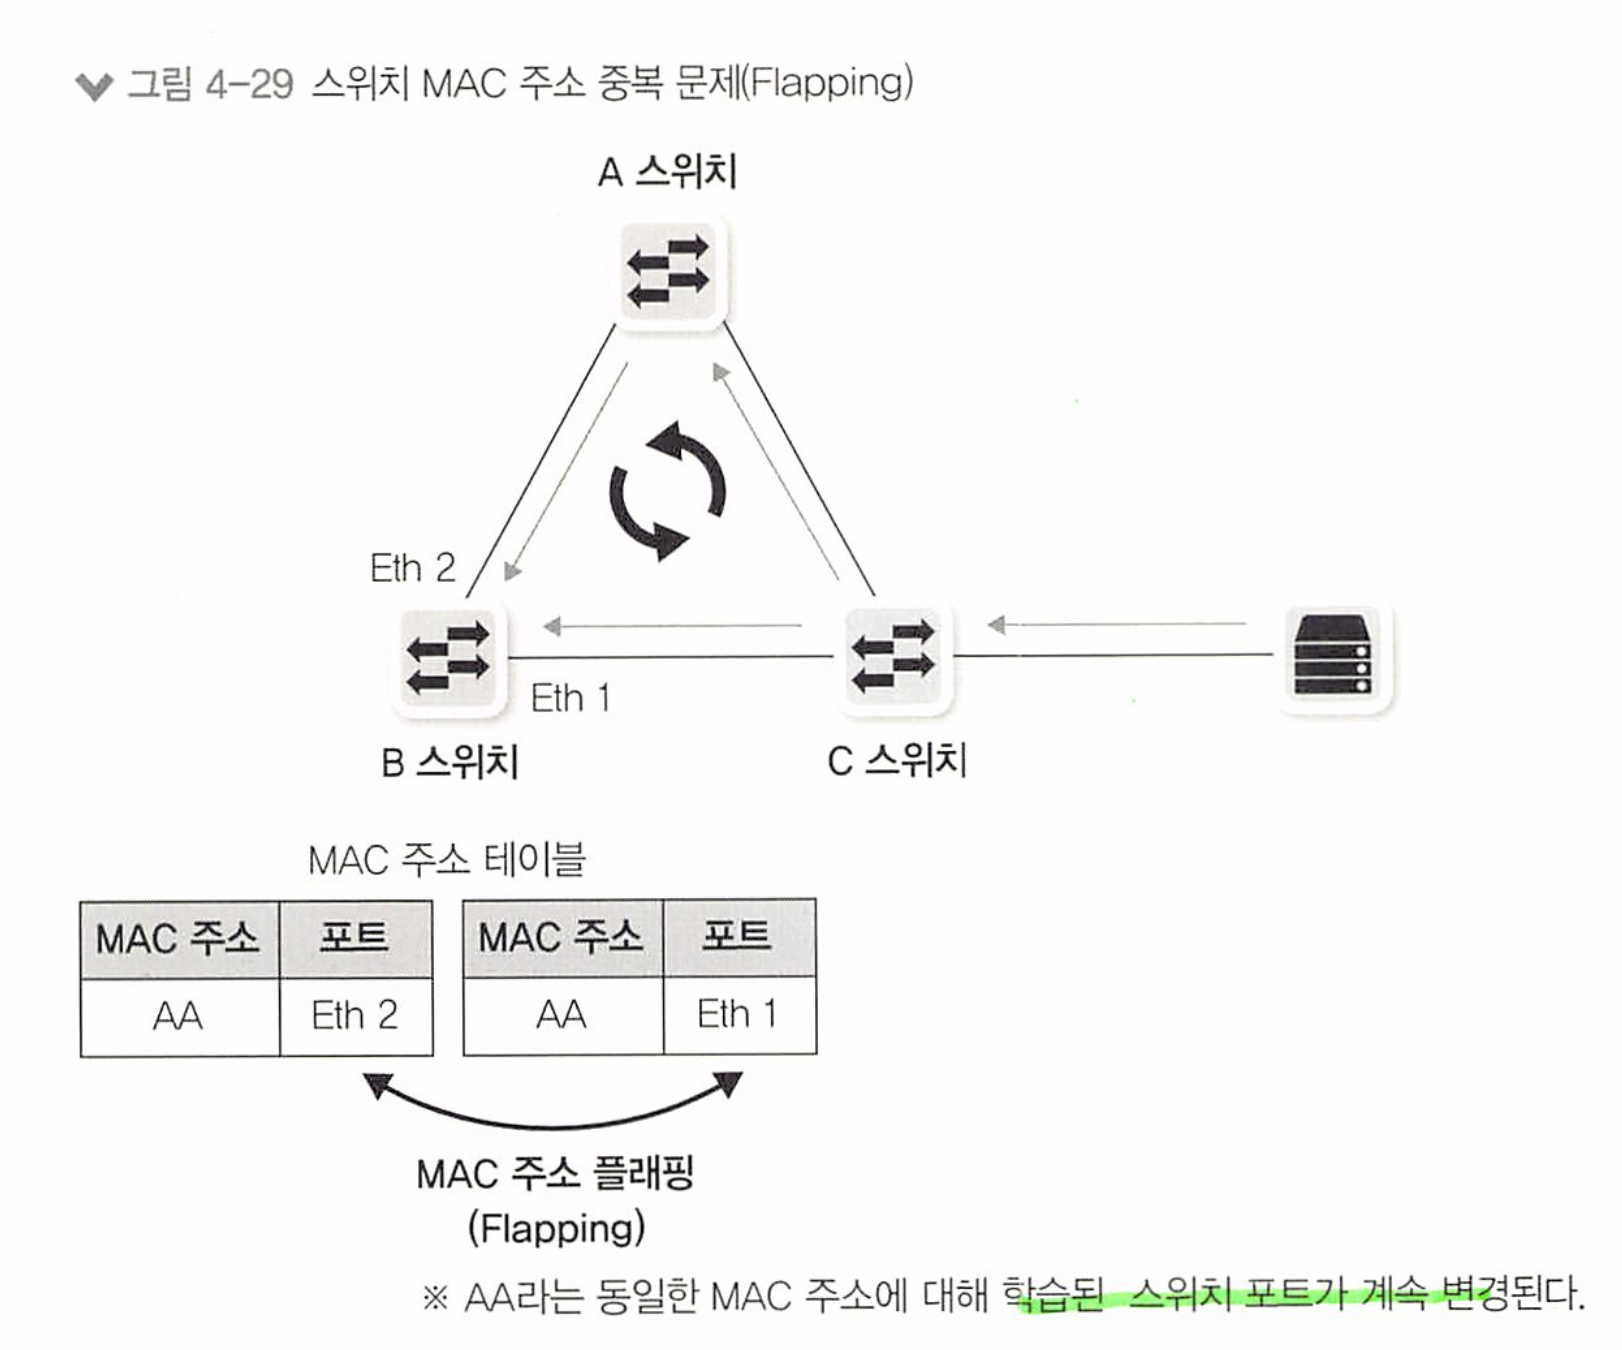 그림 4-29 스위치 MAC 주소 중복 문제(Flapping)
A 스위치
Eth 2
Eth 1
B 스위치
C 스위치
MAC 주소 테이블
MAC 주소 포트
AA Eth 2
MAC 주소 포트
AA Eth 1
MAC 주소 플래핑
(Flapping)
※ AA라는 동일한 MAC 주소에 대해 학습된 스위치 포트가 계속 변경된다.